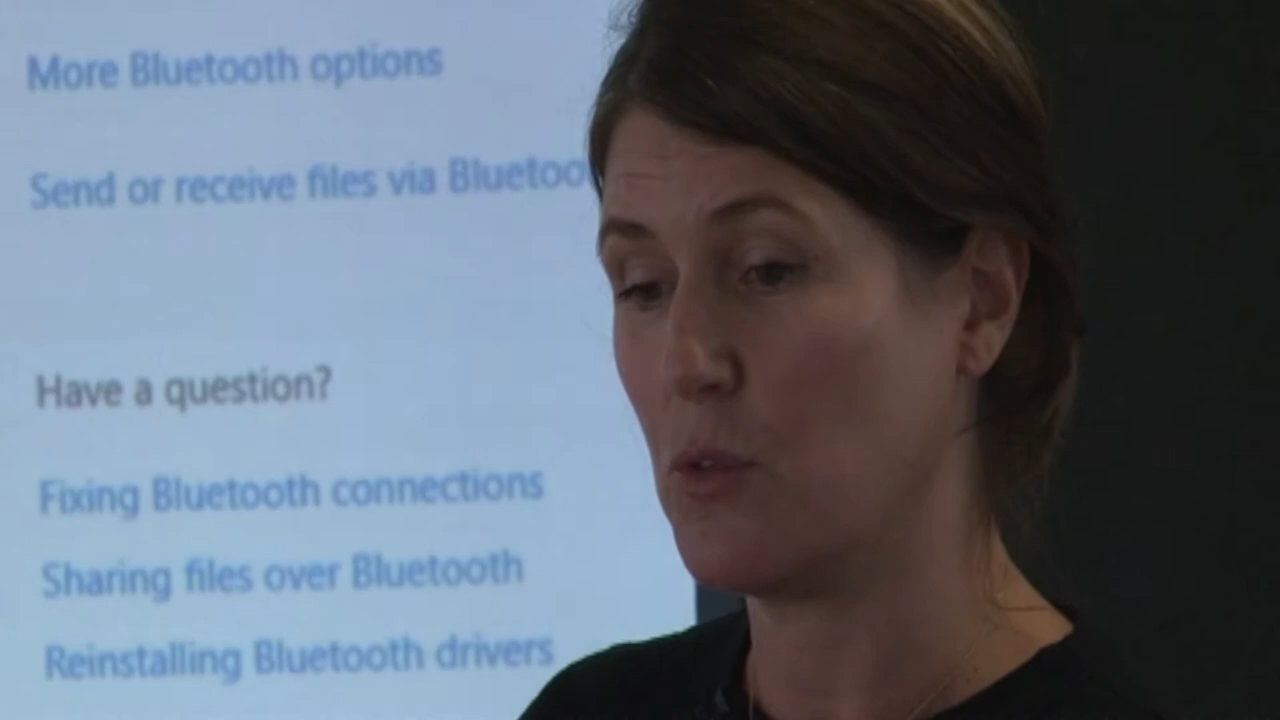 More Bluetooth options
Send or receive files via Bluetoo
Have a question?
Fixing Bluetooth connections
Sharing files over Bluetooth
Reinstalling Bluetooth drivers